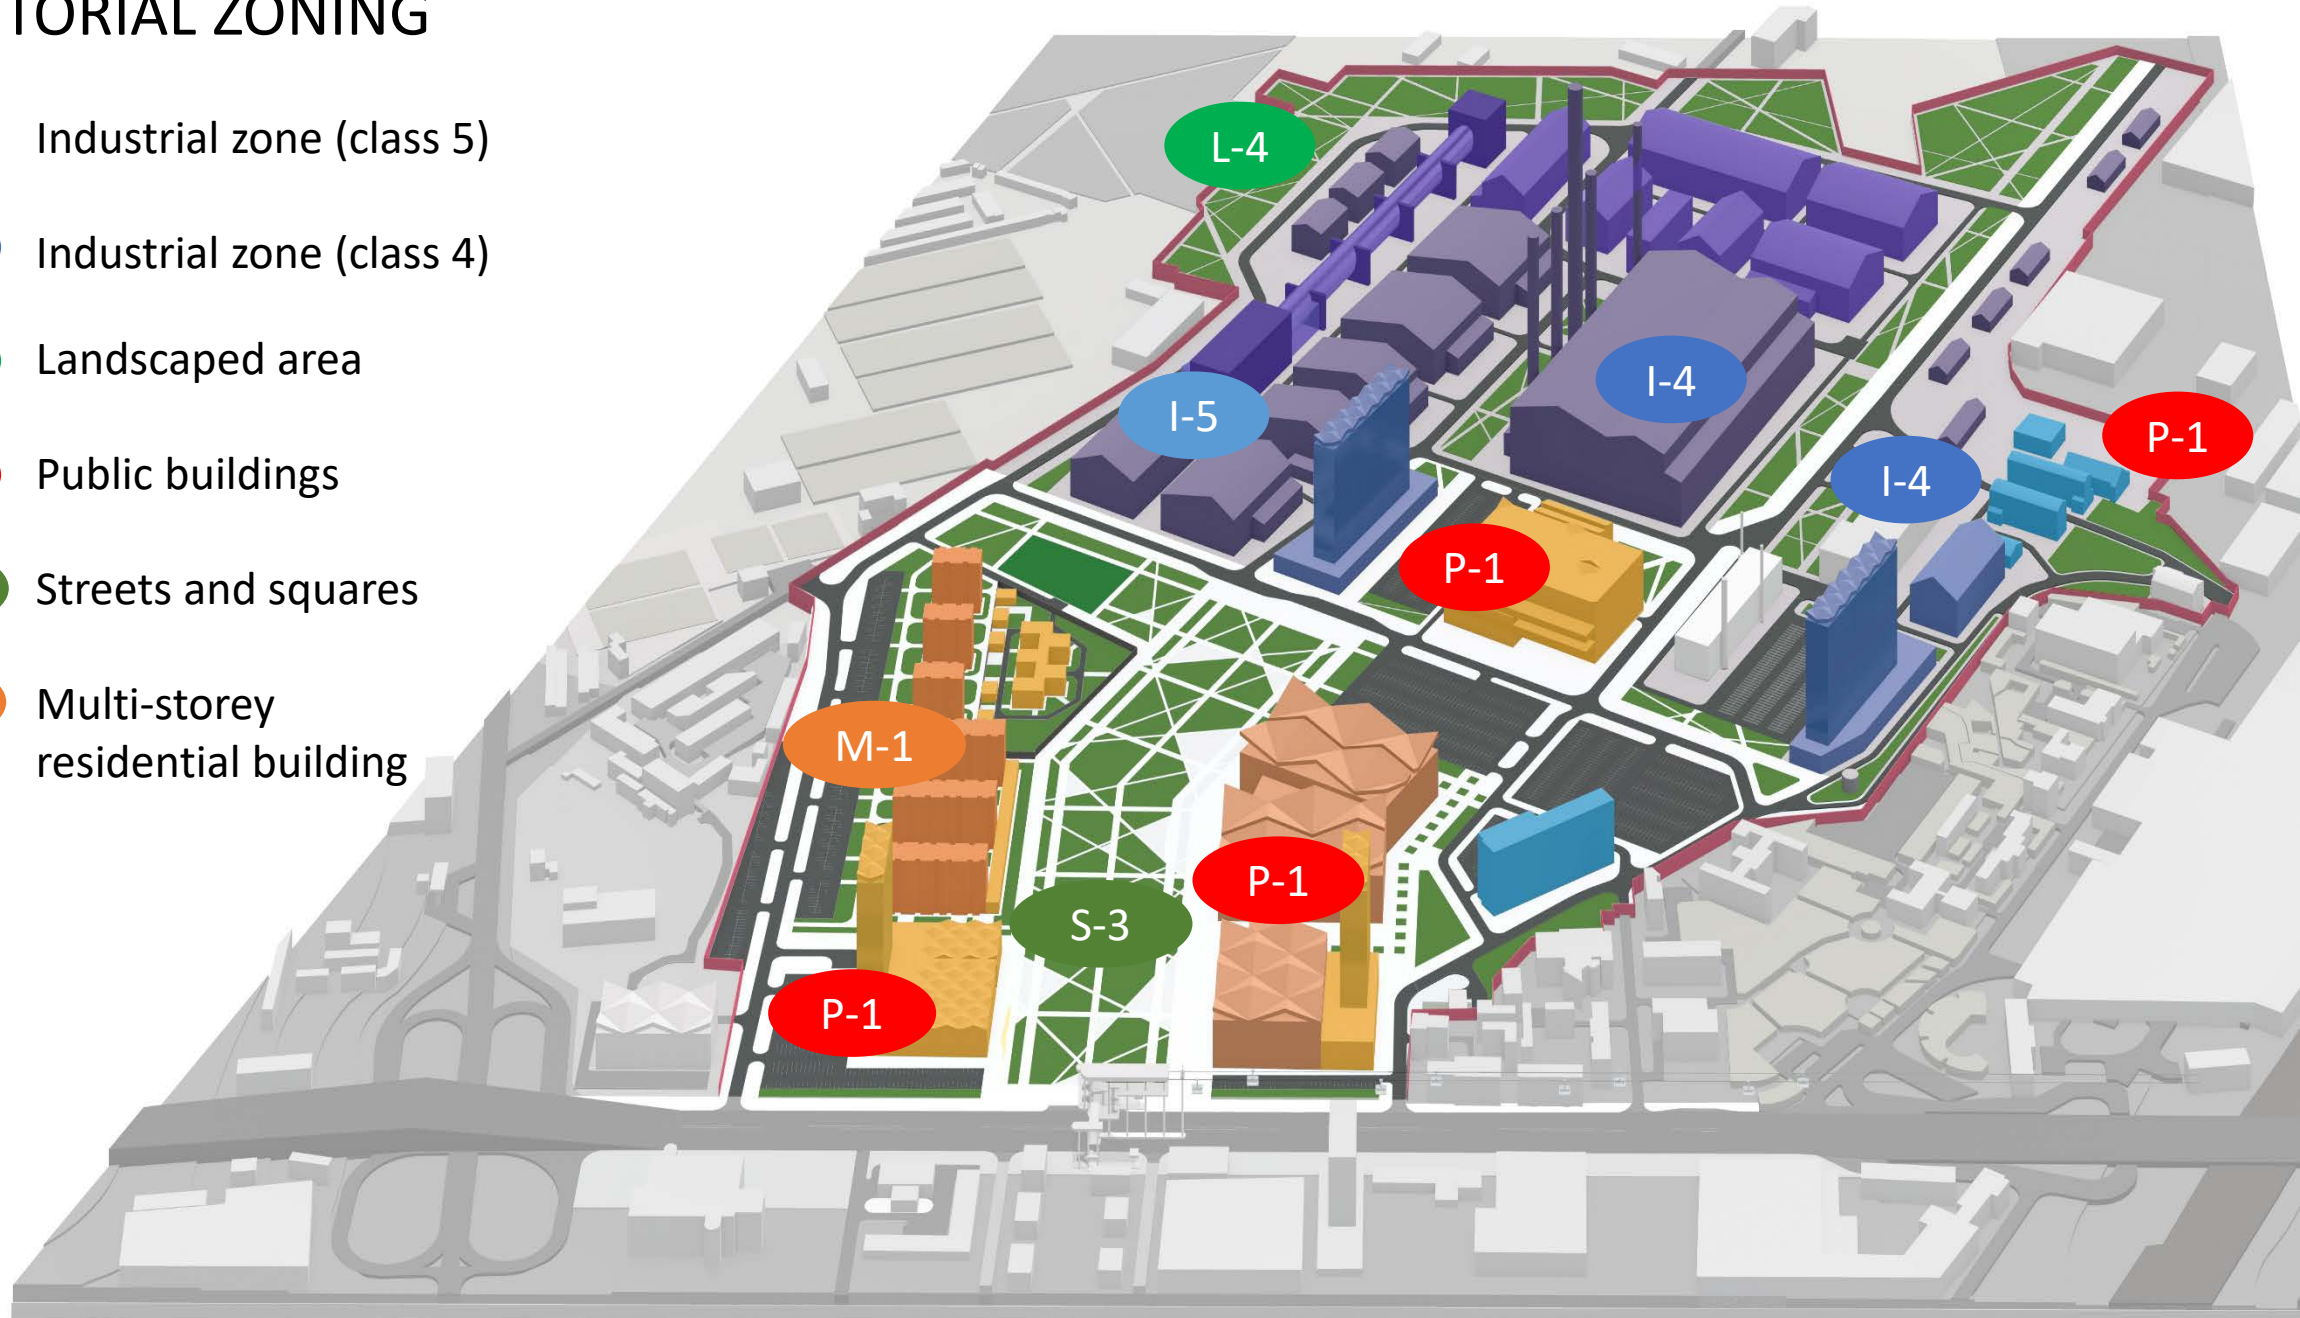 TORIAL ZONING
Industrial zone (class 5)
Industrial zone (class 4)
Landscaped area
Public buildings
Streets and squares
Multi-storey
residential building
L-4
I-5
I-4
P-1
I-4
P-1
M-1
P-1
S-3
P-1